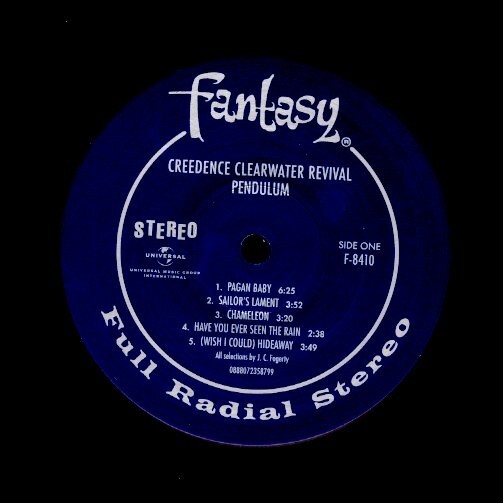 fantasy®
CREEDENCE CLEARWATER REVIVAL
PENDULUM
STEREO
UNIVERSAL
UNIVERSAL MUSIC GROUP
INTERNATIONAL
SIDE ONE
F-8410
1. PAGAN BABY 6:25
2. SAILOR'S LAMENT 3:52
3. CHAMELEON 3:20
4. HAVE YOU EVER SEEN THE RAIN 2:38
5. (WISH I COULD) HIDEAWAY 3:49
All selections by J. C. Fogerty
0888072358799
Full Radial Stereo